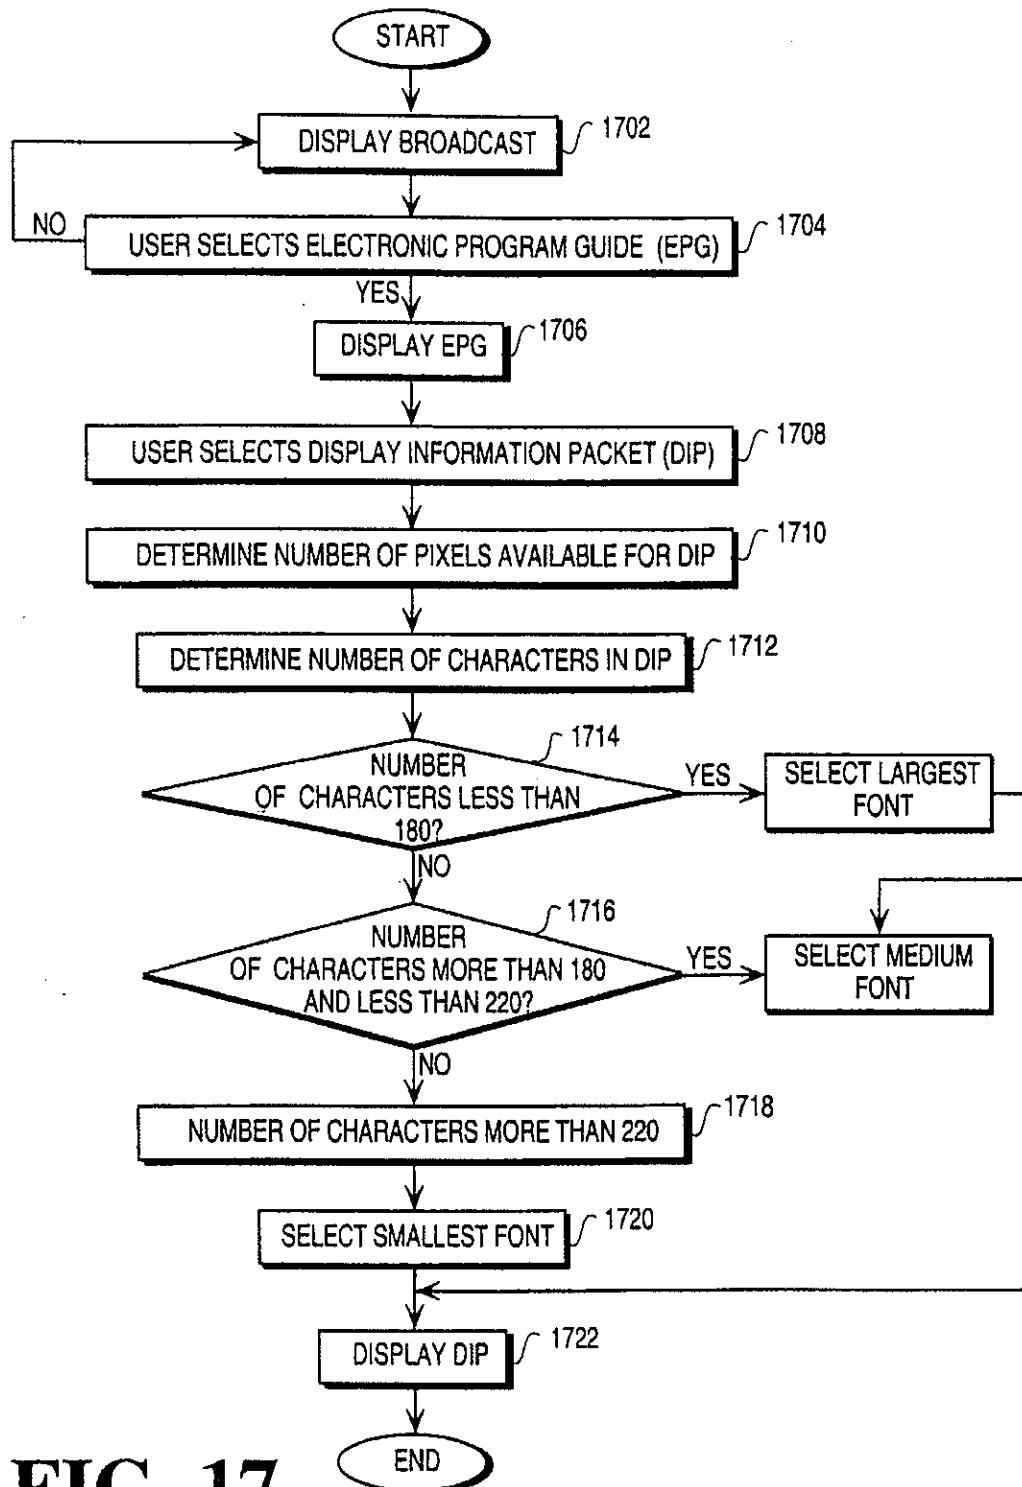 START
DISPLAY BROADCAST
1702
NO
USER SELECTS ELECTRONIC PROGRAM GUIDE (EPG)
1704
YES
DISPLAY EPG
1706
USER SELECTS DISPLAY INFORMATION PACKET (DIP)
1708
DETERMINE NUMBER OF PIXELS AVAILABLE FOR DIP
1710
DETERMINE NUMBER OF CHARACTERS IN DIP
1712
NUMBER
OF CHARACTERS LESS THAN
180?
1714
YES
SELECT LARGEST
FONT
NO
NUMBER
OF CHARACTERS MORE THAN 180
AND LESS THAN 220?
1716
YES
SELECT MEDIUM
FONT
NO
NUMBER OF CHARACTERS MORE THAN 220
1718
SELECT SMALLEST FONT
1720
DISPLAY DIP
1722
END
FIG. 17